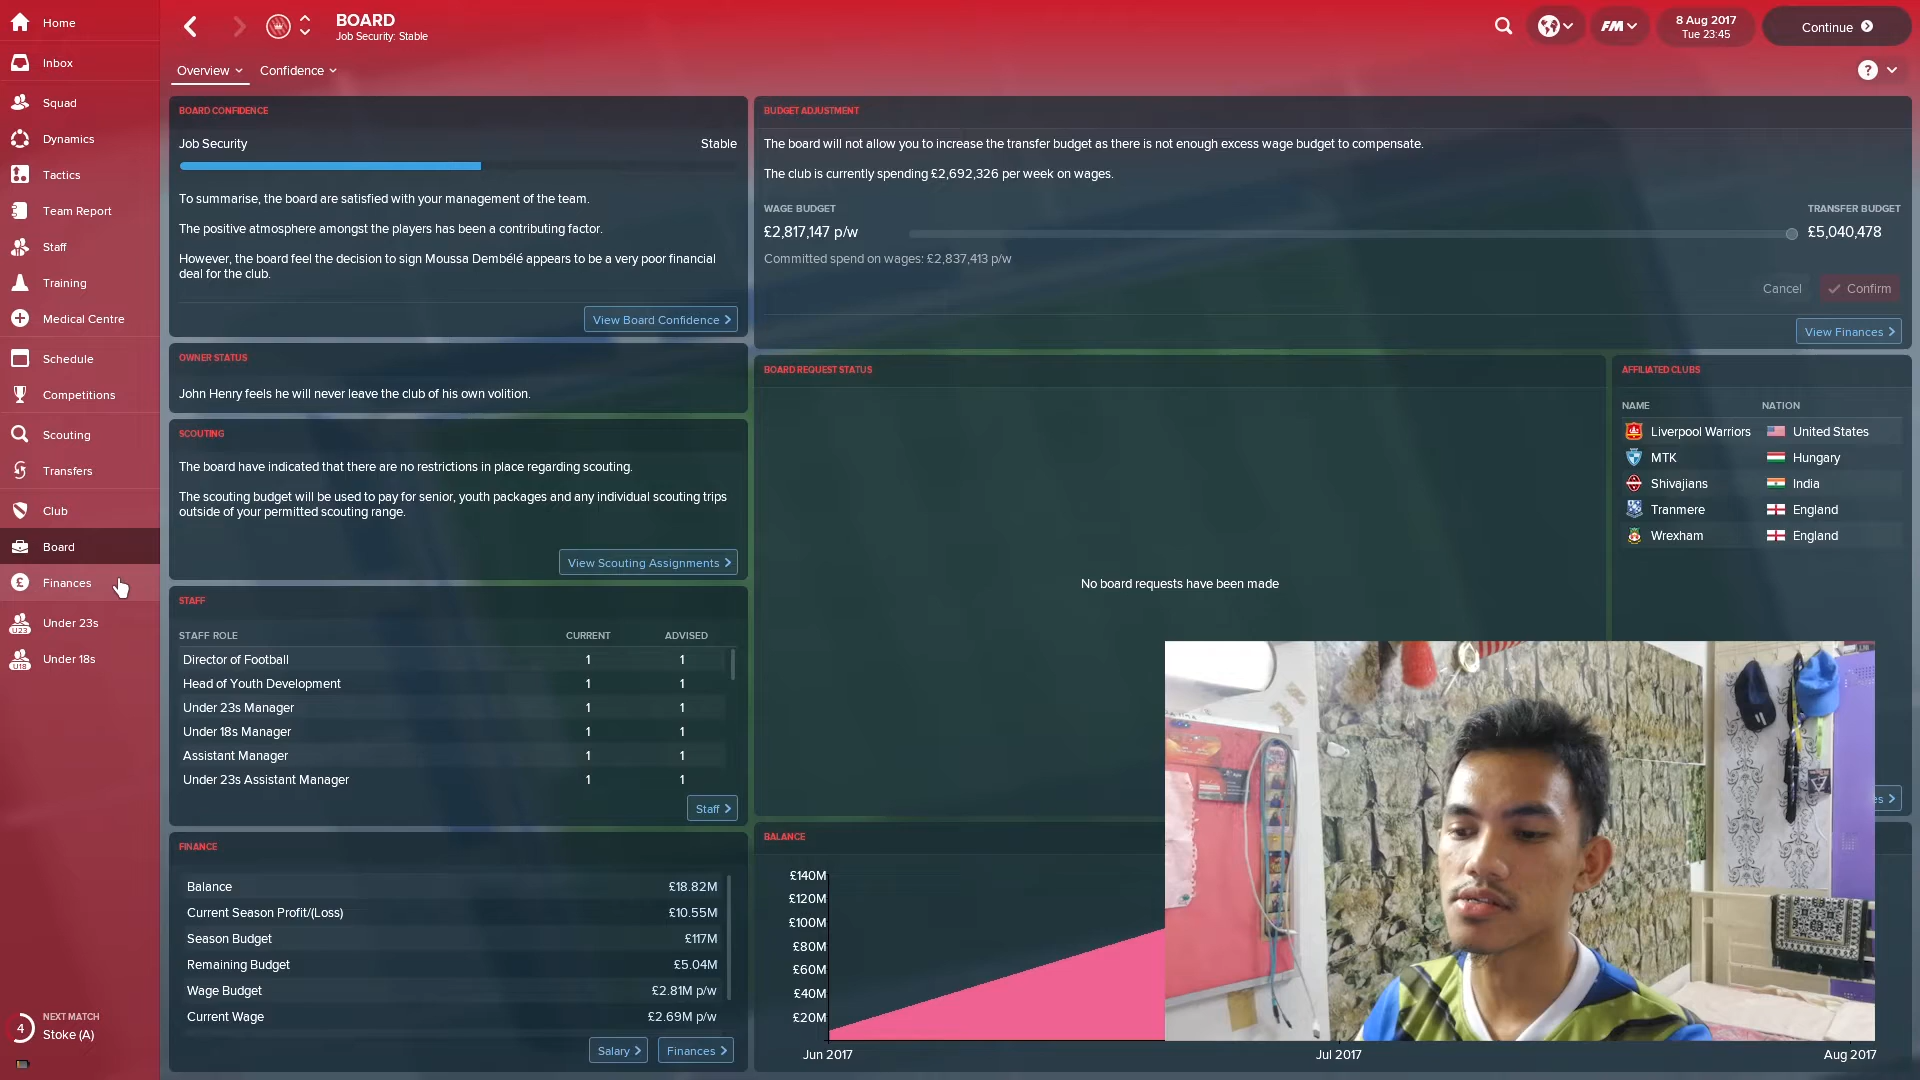 Home
Inbox
Squad
Dynamics
Tactics
Team Report
Staff
Training
Medical Centre
Schedule
Competitions
Scouting
Transfers
Club
Board
Finances
Under 23s
Under 18s
U23
U18
NEXT MATCH
4
Stoke (A)
BOARD
Job Security: Stable
FM
8 Aug 2017
Tue 23:45
Continue
Overview
Confidence
?
BOARD CONFIDENCE
Job Security
Stable
To summarise, the board are satisfied with your management of the team.
The positive atmosphere amongst the players has been a contributing factor.
However, the board feel the decision to sign Moussa Dembélé appears to be a very poor financial
deal for the club.
View Board Confidence
OWNER STATUS
John Henry feels he will never leave the club of his own volition.
SCOUTING
The board have indicated that there are no restrictions in place regarding scouting.
The scouting budget will be used to pay for senior, youth packages and any individual scouting trips
outside of your permitted scouting range.
View Scouting Assignments
STAFF
STAFF ROLE CURRENT ADVISED
Director of Football 1 1
Head of Youth Development 1 1
Under 23s Manager 1 1
Under 18s Manager 1 1
Assistant Manager 1 1
Under 23s Assistant Manager 1 1
Staff
FINANCE
Balance £18.82M
Current Season Profit/(Loss) £10.55M
Season Budget £117M
Remaining Budget £5.04M
Wage Budget £2.81M p/w
Current Wage £2.69M p/w
Salary
Finances
BUDGET ADJUSTMENT
The board will not allow you to increase the transfer budget as there is not enough excess wage budget to compensate.
The club is currently spending £2,692,326 per week on wages.
WAGE BUDGET TRANSFER BUDGET
£2,817,147 p/w £5,040,478
Committed spend on wages: £2,837,413 p/w
Cancel
Confirm
View Finances
BOARD REQUEST STATUS
No board requests have been made
AFFILIATED CLUBS
NAME NATION
Liverpool Warriors United States
MTK Hungary
Shivajians India
Tranmere England
Wrexham England
es
BALANCE
£140M
£120M
£100M
£80M
£60M
£40M
£20M
Jun 2017 Jul 2017 Aug 2017